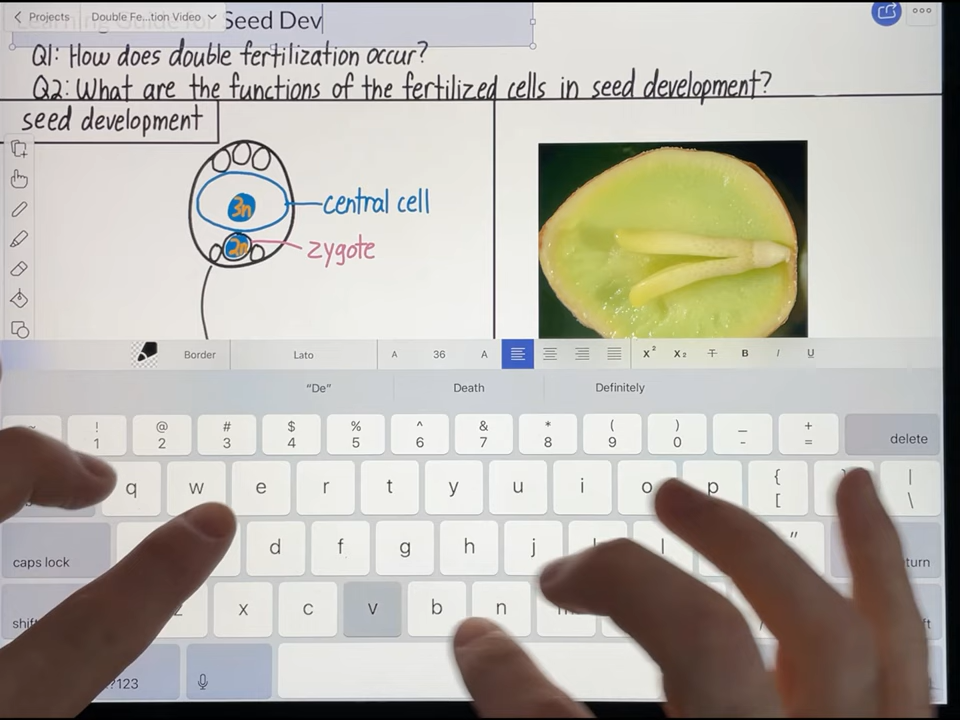 Projects
Double Fe...tion Video
Seed Dev
Q1: How does double fertilization occur?
Q2: What are the functions of the fertilized cells in seed development?
seed development
3n
central cell
2n
zygote
Border
Lato
A
36
A
X²
X₂
T
B
I
U
"De"
Death
Definitely
! @ # $ % ^ & * ( ) _ +
1 2 3 4 5 6 7 8 9 0 - =
delete
q w e r t y u i o p { |
[ \
caps lock
d f g h j l "
x c v b n
?123